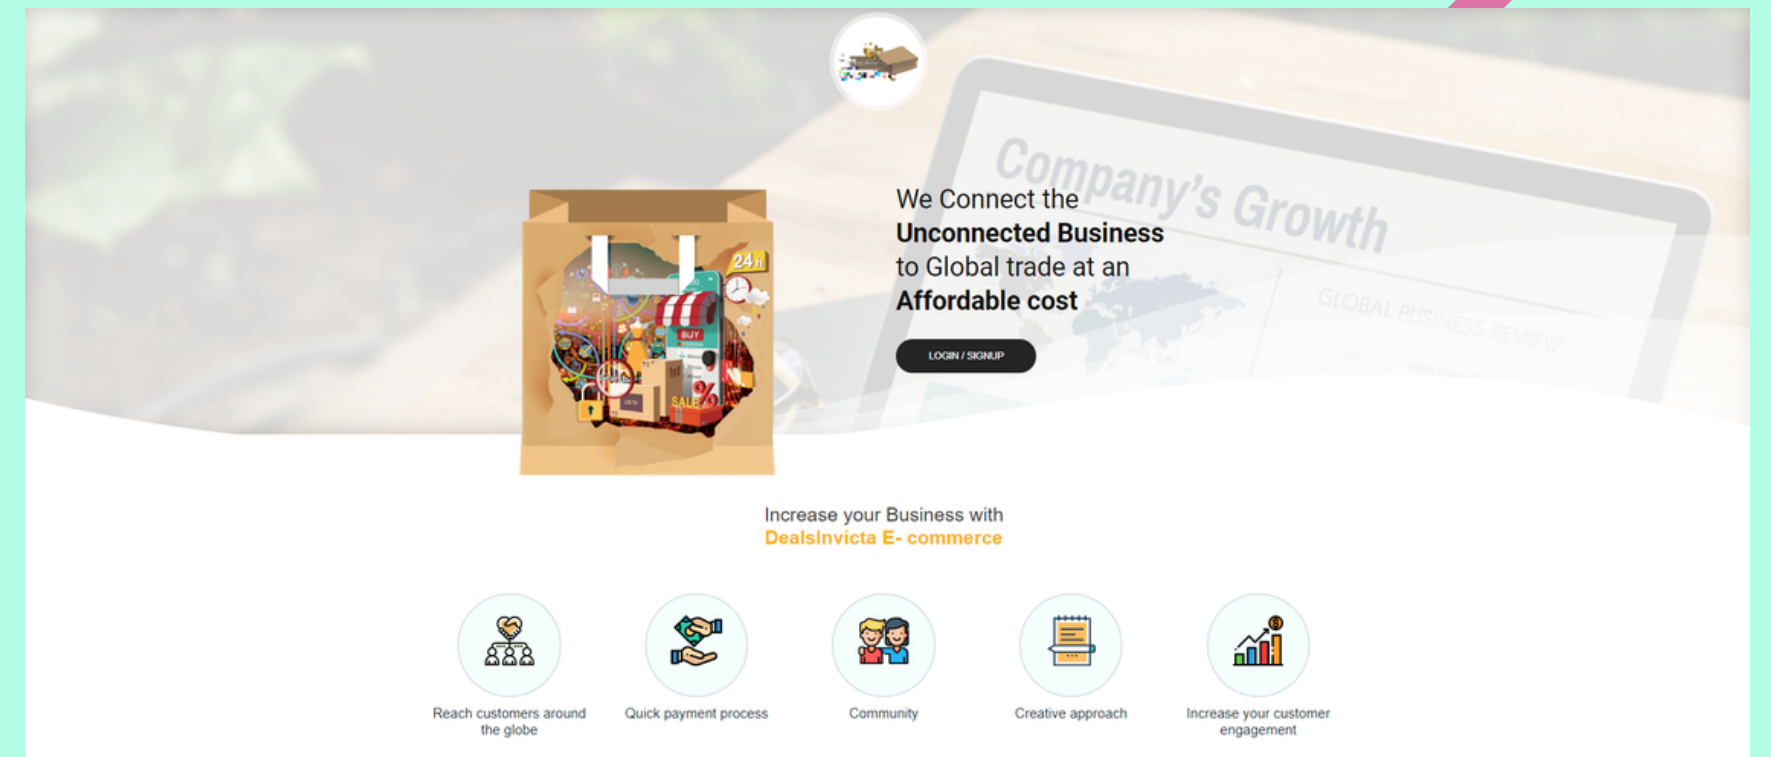 Company's Growth
GLOBAL BUSINESS REVIEW
We Connect the
Unconnected Business
to Global trade at an
Affordable cost
LOGIN / SIGNUP
24 h
BUY
SALE
%
Increase your Business with
DealsInvicta E- commerce
Reach customers around
the globe
Quick payment process
Community
Creative approach
Increase your customer
engagement